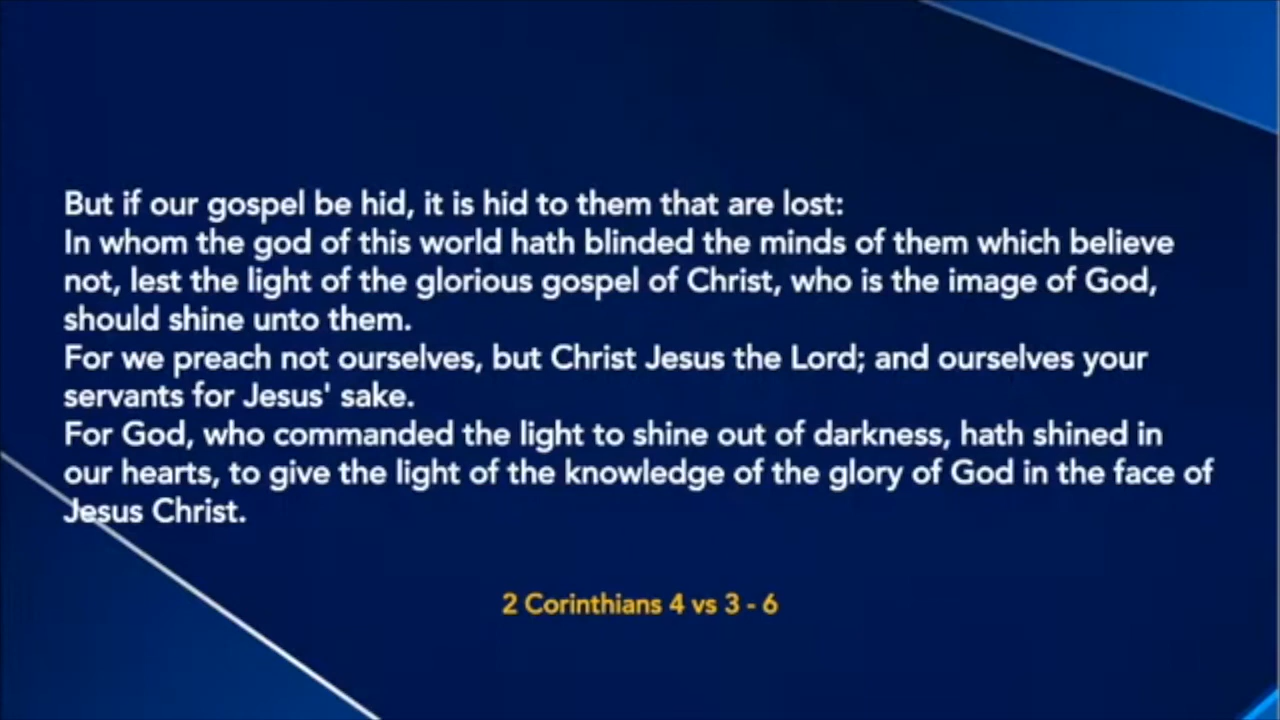 But if our gospel be hid, it is hid to them that are lost:
In whom the god of this world hath blinded the minds of them which believe
not, lest the light of the glorious gospel of Christ, who is the image of God,
should shine unto them.
For we preach not ourselves, but Christ Jesus the Lord; and ourselves your
servants for Jesus' sake.
For God, who commanded the light to shine out of darkness, hath shined in
our hearts, to give the light of the knowledge of the glory of God in the face of
Jesus Christ.
2 Corinthians 4 vs 3 - 6